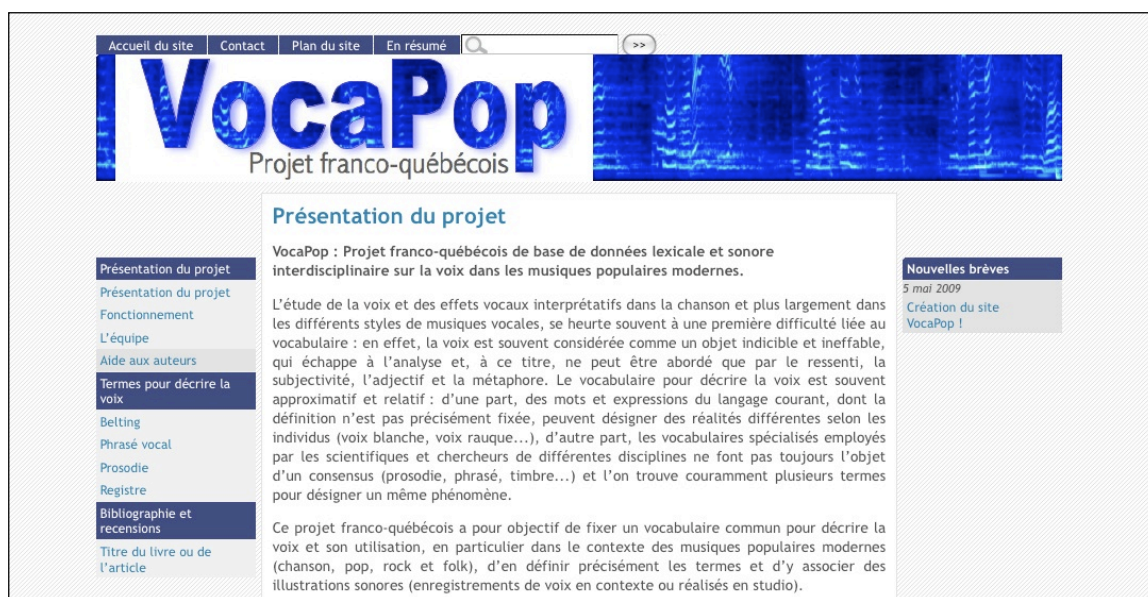 Accueil du site Contact Plan du site En résumé >>
VocaPop
Projet franco-québécois
Présentation du projet
Présentation du projet
Fonctionnement
L'équipe
Aide aux auteurs
Termes pour décrire la
voix
Belting
Phrasé vocal
Prosodie
Registre
Bibliographie et
recensions
Titre du livre ou de
l'article
Présentation du projet
VocaPop : Projet franco-québécois de base de données lexicale et sonore
interdisciplinaire sur la voix dans les musiques populaires modernes.
L'étude de la voix et des effets vocaux interprétatifs dans la chanson et plus largement dans
les différents styles de musiques vocales, se heurte souvent à une première difficulté liée au
vocabulaire : en effet, la voix est souvent considérée comme un objet indicible et ineffable,
qui échappe à l'analyse et, à ce titre, ne peut être abordé que par le ressenti, la
subjectivité, l'adjectif et la métaphore. Le vocabulaire pour décrire la voix est souvent
approximatif et relatif : d'une part, des mots et expressions du langage courant, dont la
définition n'est pas précisément fixée, peuvent désigner des réalités différentes selon les
individus (voix blanche, voix rauque...), d'autre part, les vocabulaires spécialisés employés
par les scientifiques et chercheurs de différentes disciplines ne font pas toujours l'objet
d'un consensus (prosodie, phrasé, timbre...) et l'on trouve couramment plusieurs termes
pour désigner un même phénomène.
Ce projet franco-québécois a pour objectif de fixer un vocabulaire commun pour décrire la
voix et son utilisation, en particulier dans le contexte des musiques populaires modernes
(chanson, pop, rock et folk), d'en définir précisément les termes et d'y associer des
illustrations sonores (enregistrements de voix en contexte ou réalisés en studio).
Nouvelles brèves
5 mai 2009
Création du site
VocaPop !